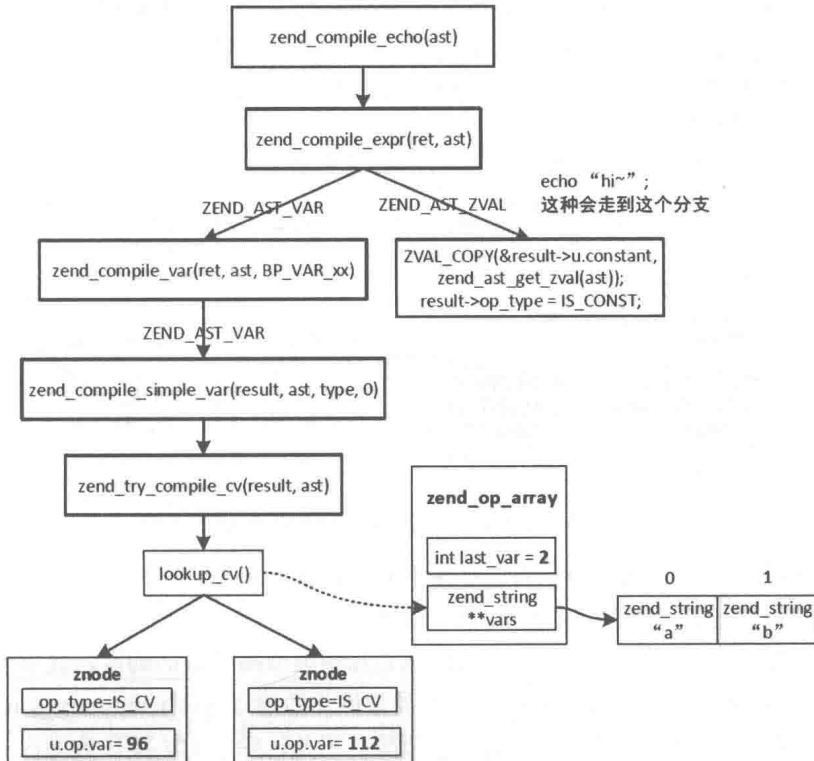 zend_compile_echo(ast)
zend_compile_expr(ret, ast)
echo “hi~”;
这种会走到这个分支
ZEND_AST_VAR
ZEND_AST_ZVAL
zend_compile_var(ret, ast, BP_VAR_xx)
ZVAL_COPY(&result->u.constant,
zend_ast_get_zval(ast));
result->op_type = IS_CONST;
ZEND_AST_VAR
zend_compile_simple_var(result, ast, type, 0)
zend_try_compile_cv(result, ast)
zend_op_array
int last_var = 2
lookup_cv()
zend_string
**vars
0
1
zend_string
“a”
zend_string
“b”
znode
op_type=IS_CV
u.op.var= 96
znode
op_type=IS_CV
u.op.var= 112